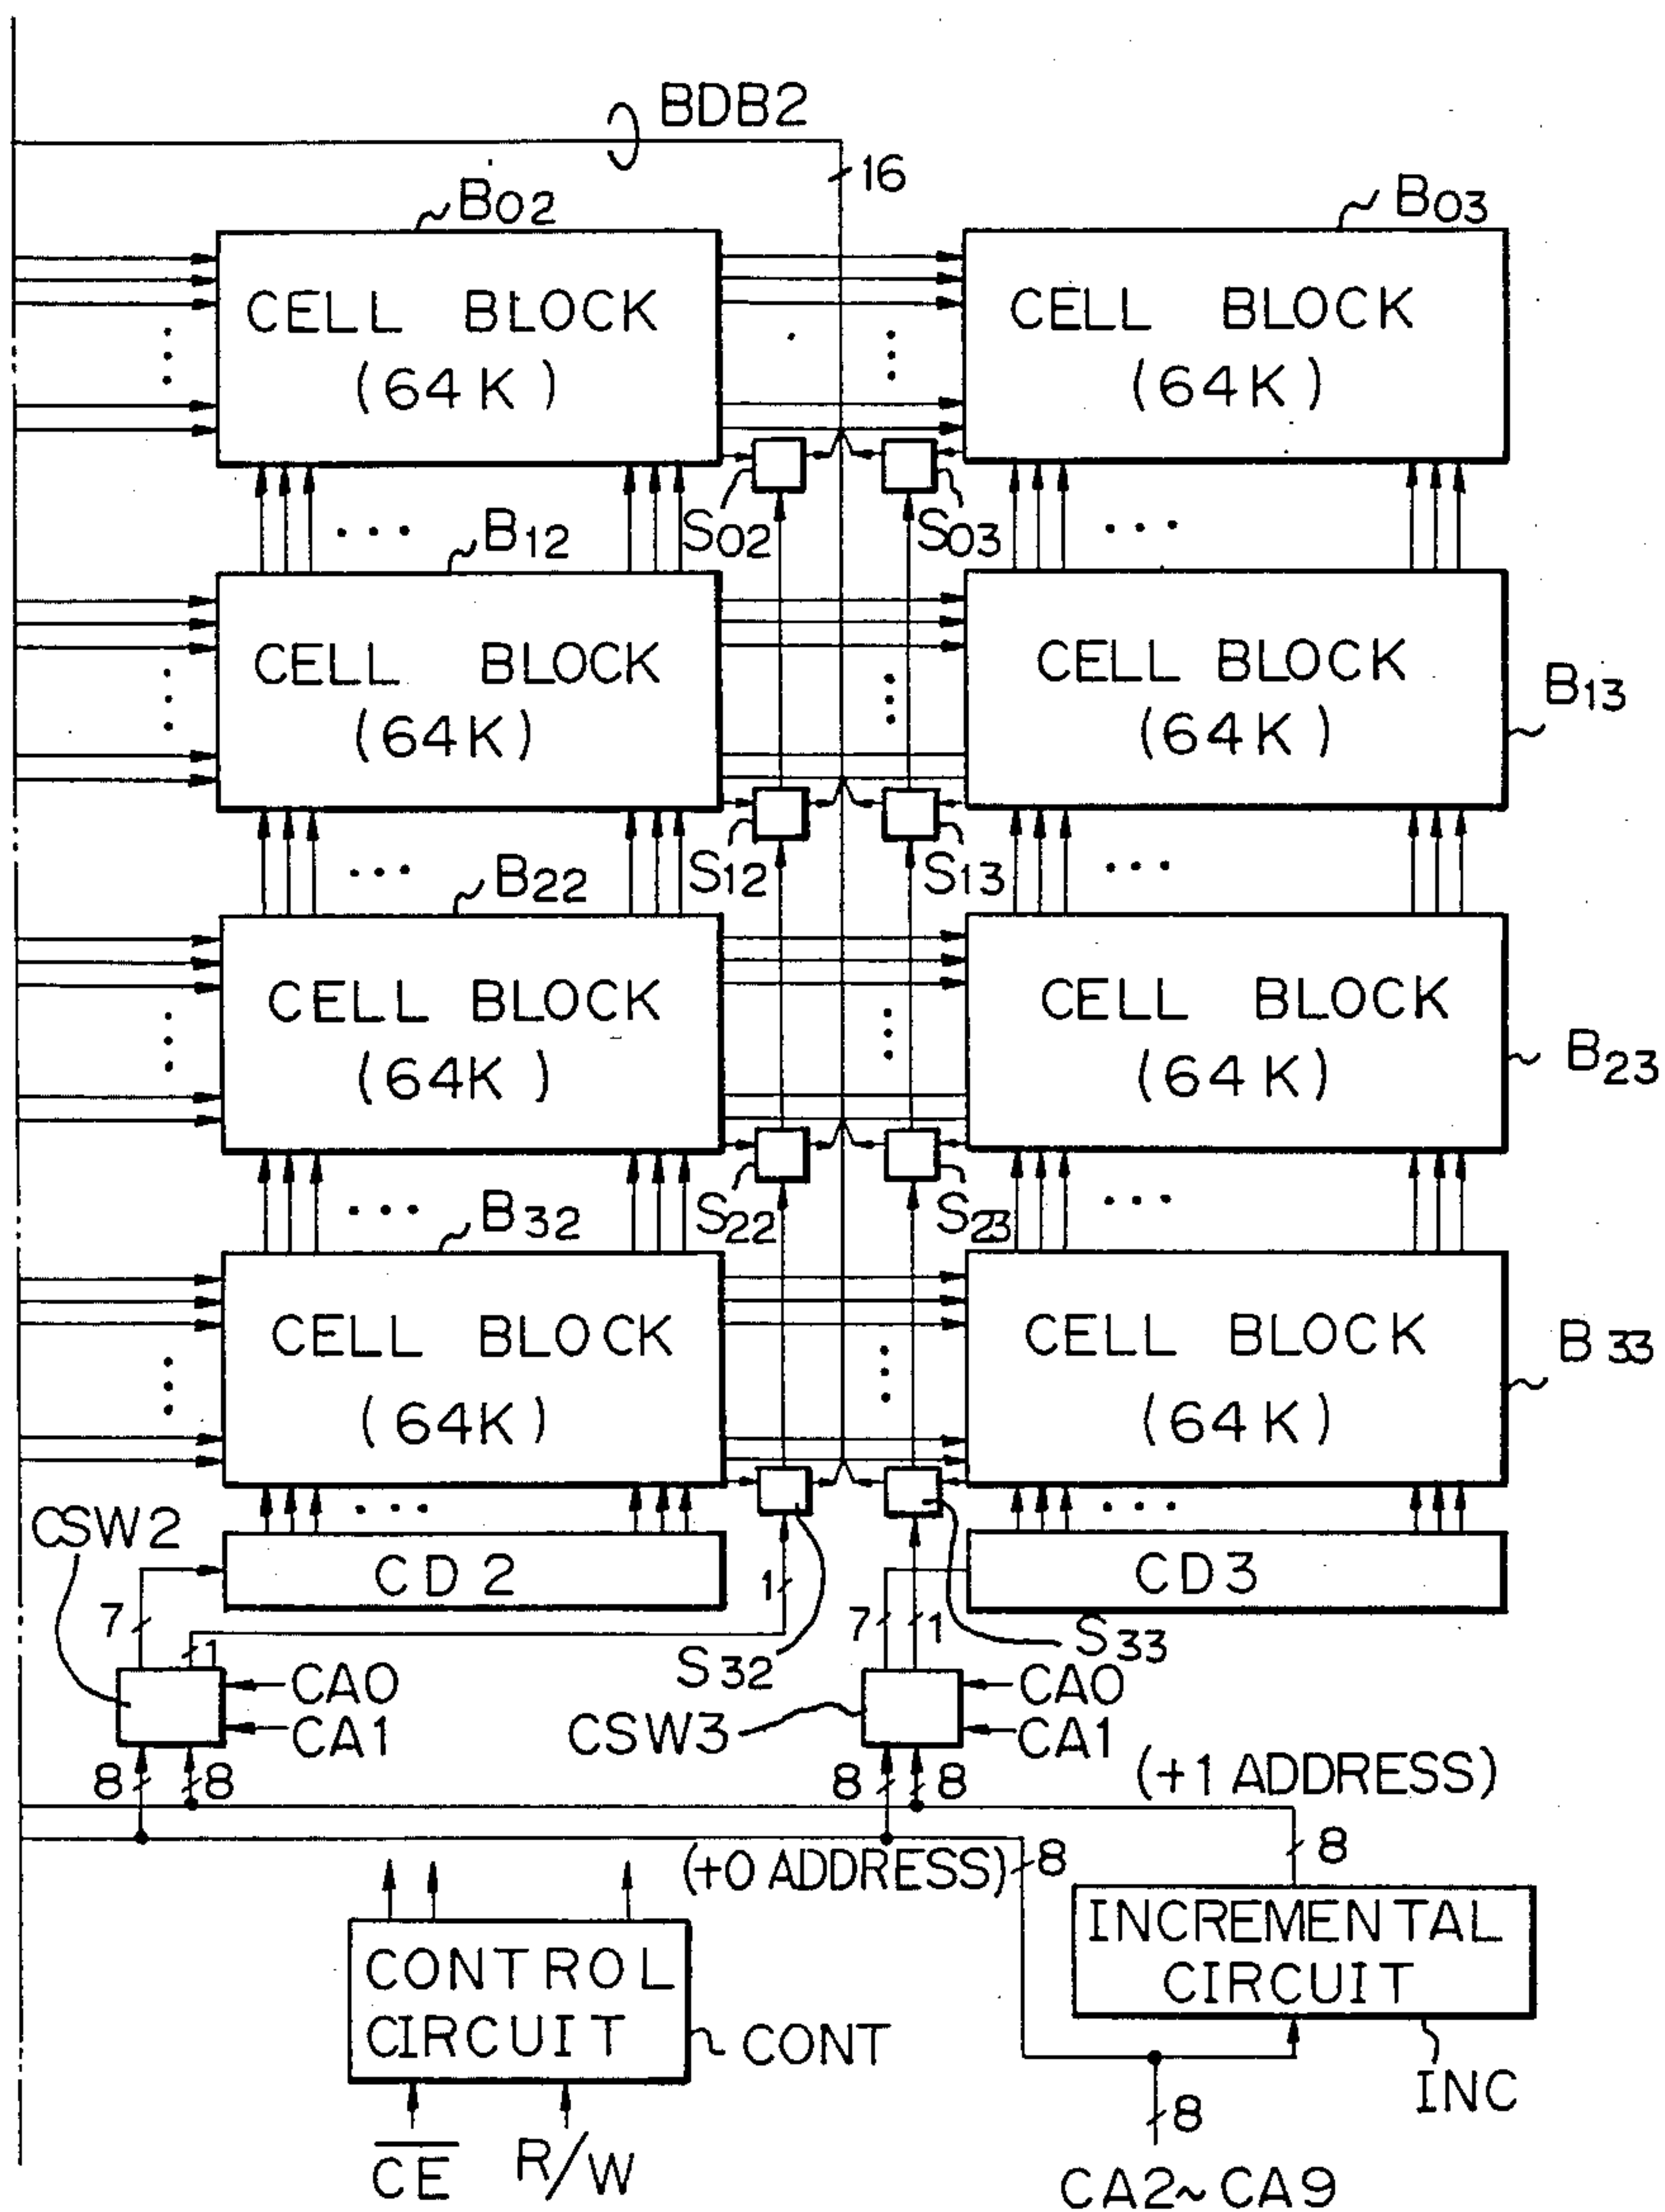 BDB2
16
B02
B03
CELL BLOCK
(64K)
CELL BLOCK
(64K)
S02
S03
B12
CELL BLOCK
(64K)
CELL BLOCK
(64K)
B13
S12
S13
B22
CELL BLOCK
(64K)
CELL BLOCK
(64K)
B23
S22
S23
B32
CELL BLOCK
(64K)
CELL BLOCK
(64K)
B33
CSW2
CD2
CD3
7
1
1
7
1
S32
S33
CA0
CA1
CSW3
CA0
CA1
8
8
8
8
(+1 ADDRESS)
(+0 ADDRESS)
8
8
INCREMENTAL
CIRCUIT
INC
CONTROL
CIRCUIT
CONT
8
CE
R/W
CA2~CA9